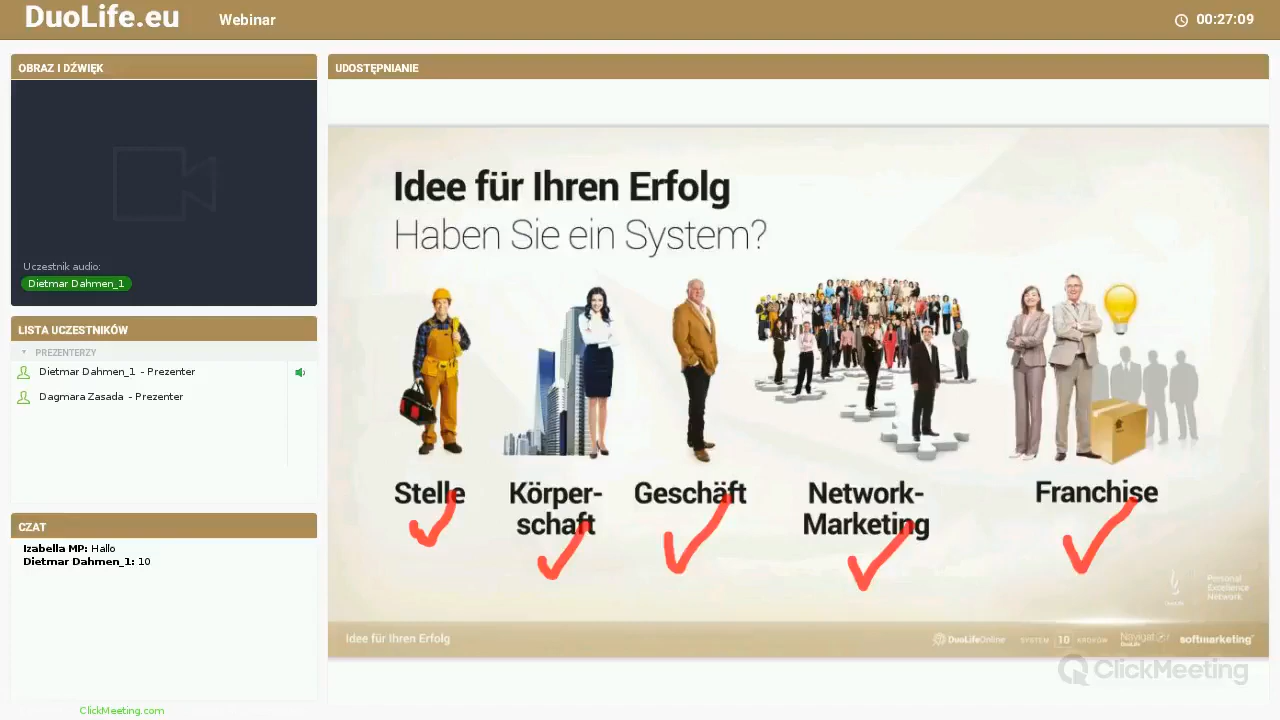 DuoLife.eu
Webinar
00:27:09
OBRAZ I DŹWIĘK
Uczestnik audio:
Dietmar Dahmen_1
LISTA UCZESTNIKÓW
PREZENTERZY
Dietmar Dahmen_1 - Prezenter
Dagmara Zasada - Prezenter
CZAT
Izabella MP: Hallo
Dietmar Dahmen_1: 10
ClickMeeting.com
UDOSTĘPNIANIE
Idee für Ihren Erfolg
Haben Sie ein System?
Stelle
Körper-
schaft
Geschäft
Network-
Marketing
Franchise
Personal
Excellence
Network
Idee für Ihren Erfolg
DuoLifeOnline
SYSTEM 10 KROKÓW
Navigator
DuoLife
softmarketing
ClickMeeting